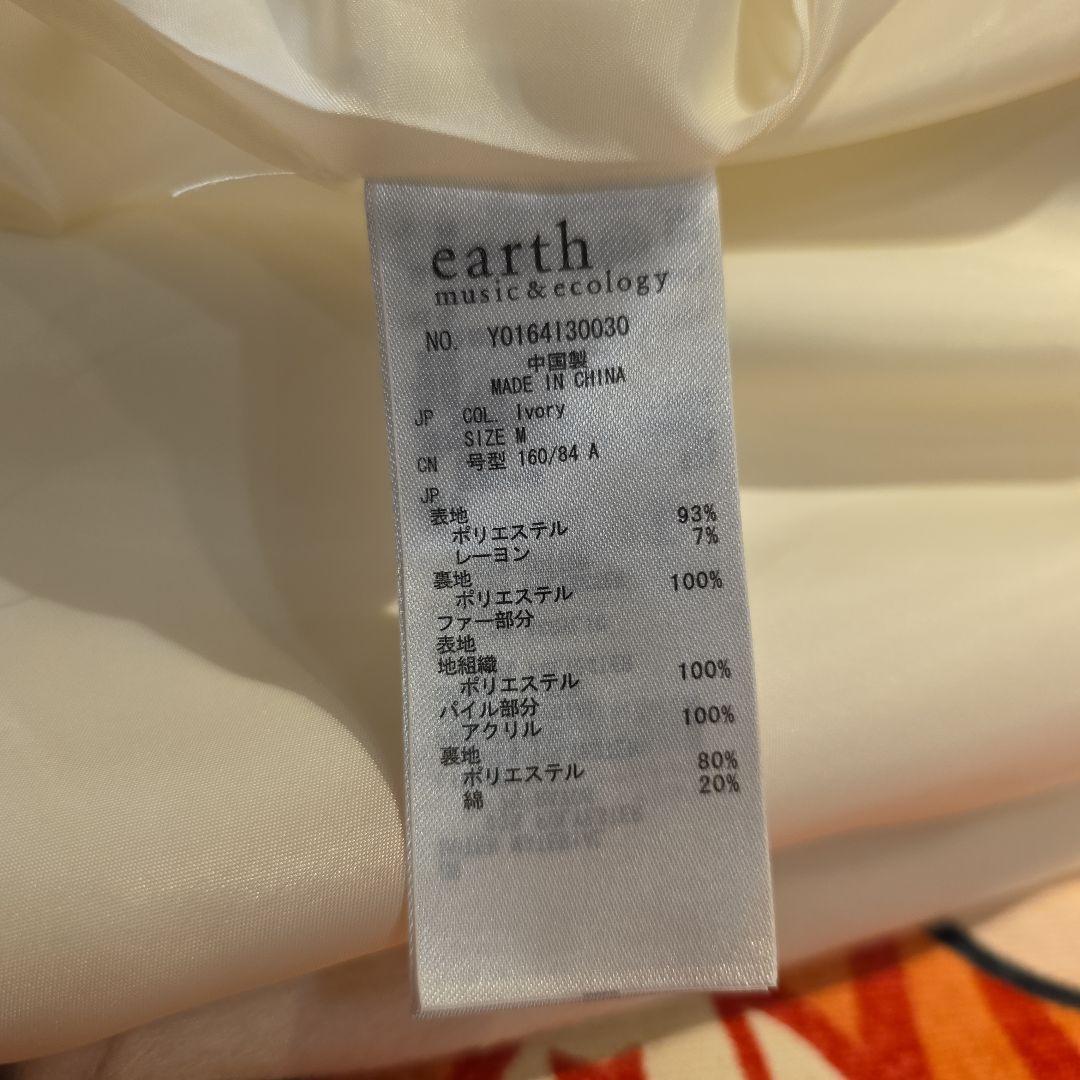 earth
music & ecology
NO. Y0164I30030
中国製
MADE IN CHINA
JP COL. Ivory
SIZE M
CN 号型 160/84 A
JP
表地
ポリエステル 93%
レーヨン 7%
裏地
ポリエステル 100%
ファー部分
表地
地組織
ポリエステル 100%
パイル部分
アクリル 100%
裏地
ポリエステル 80%
綿 20%